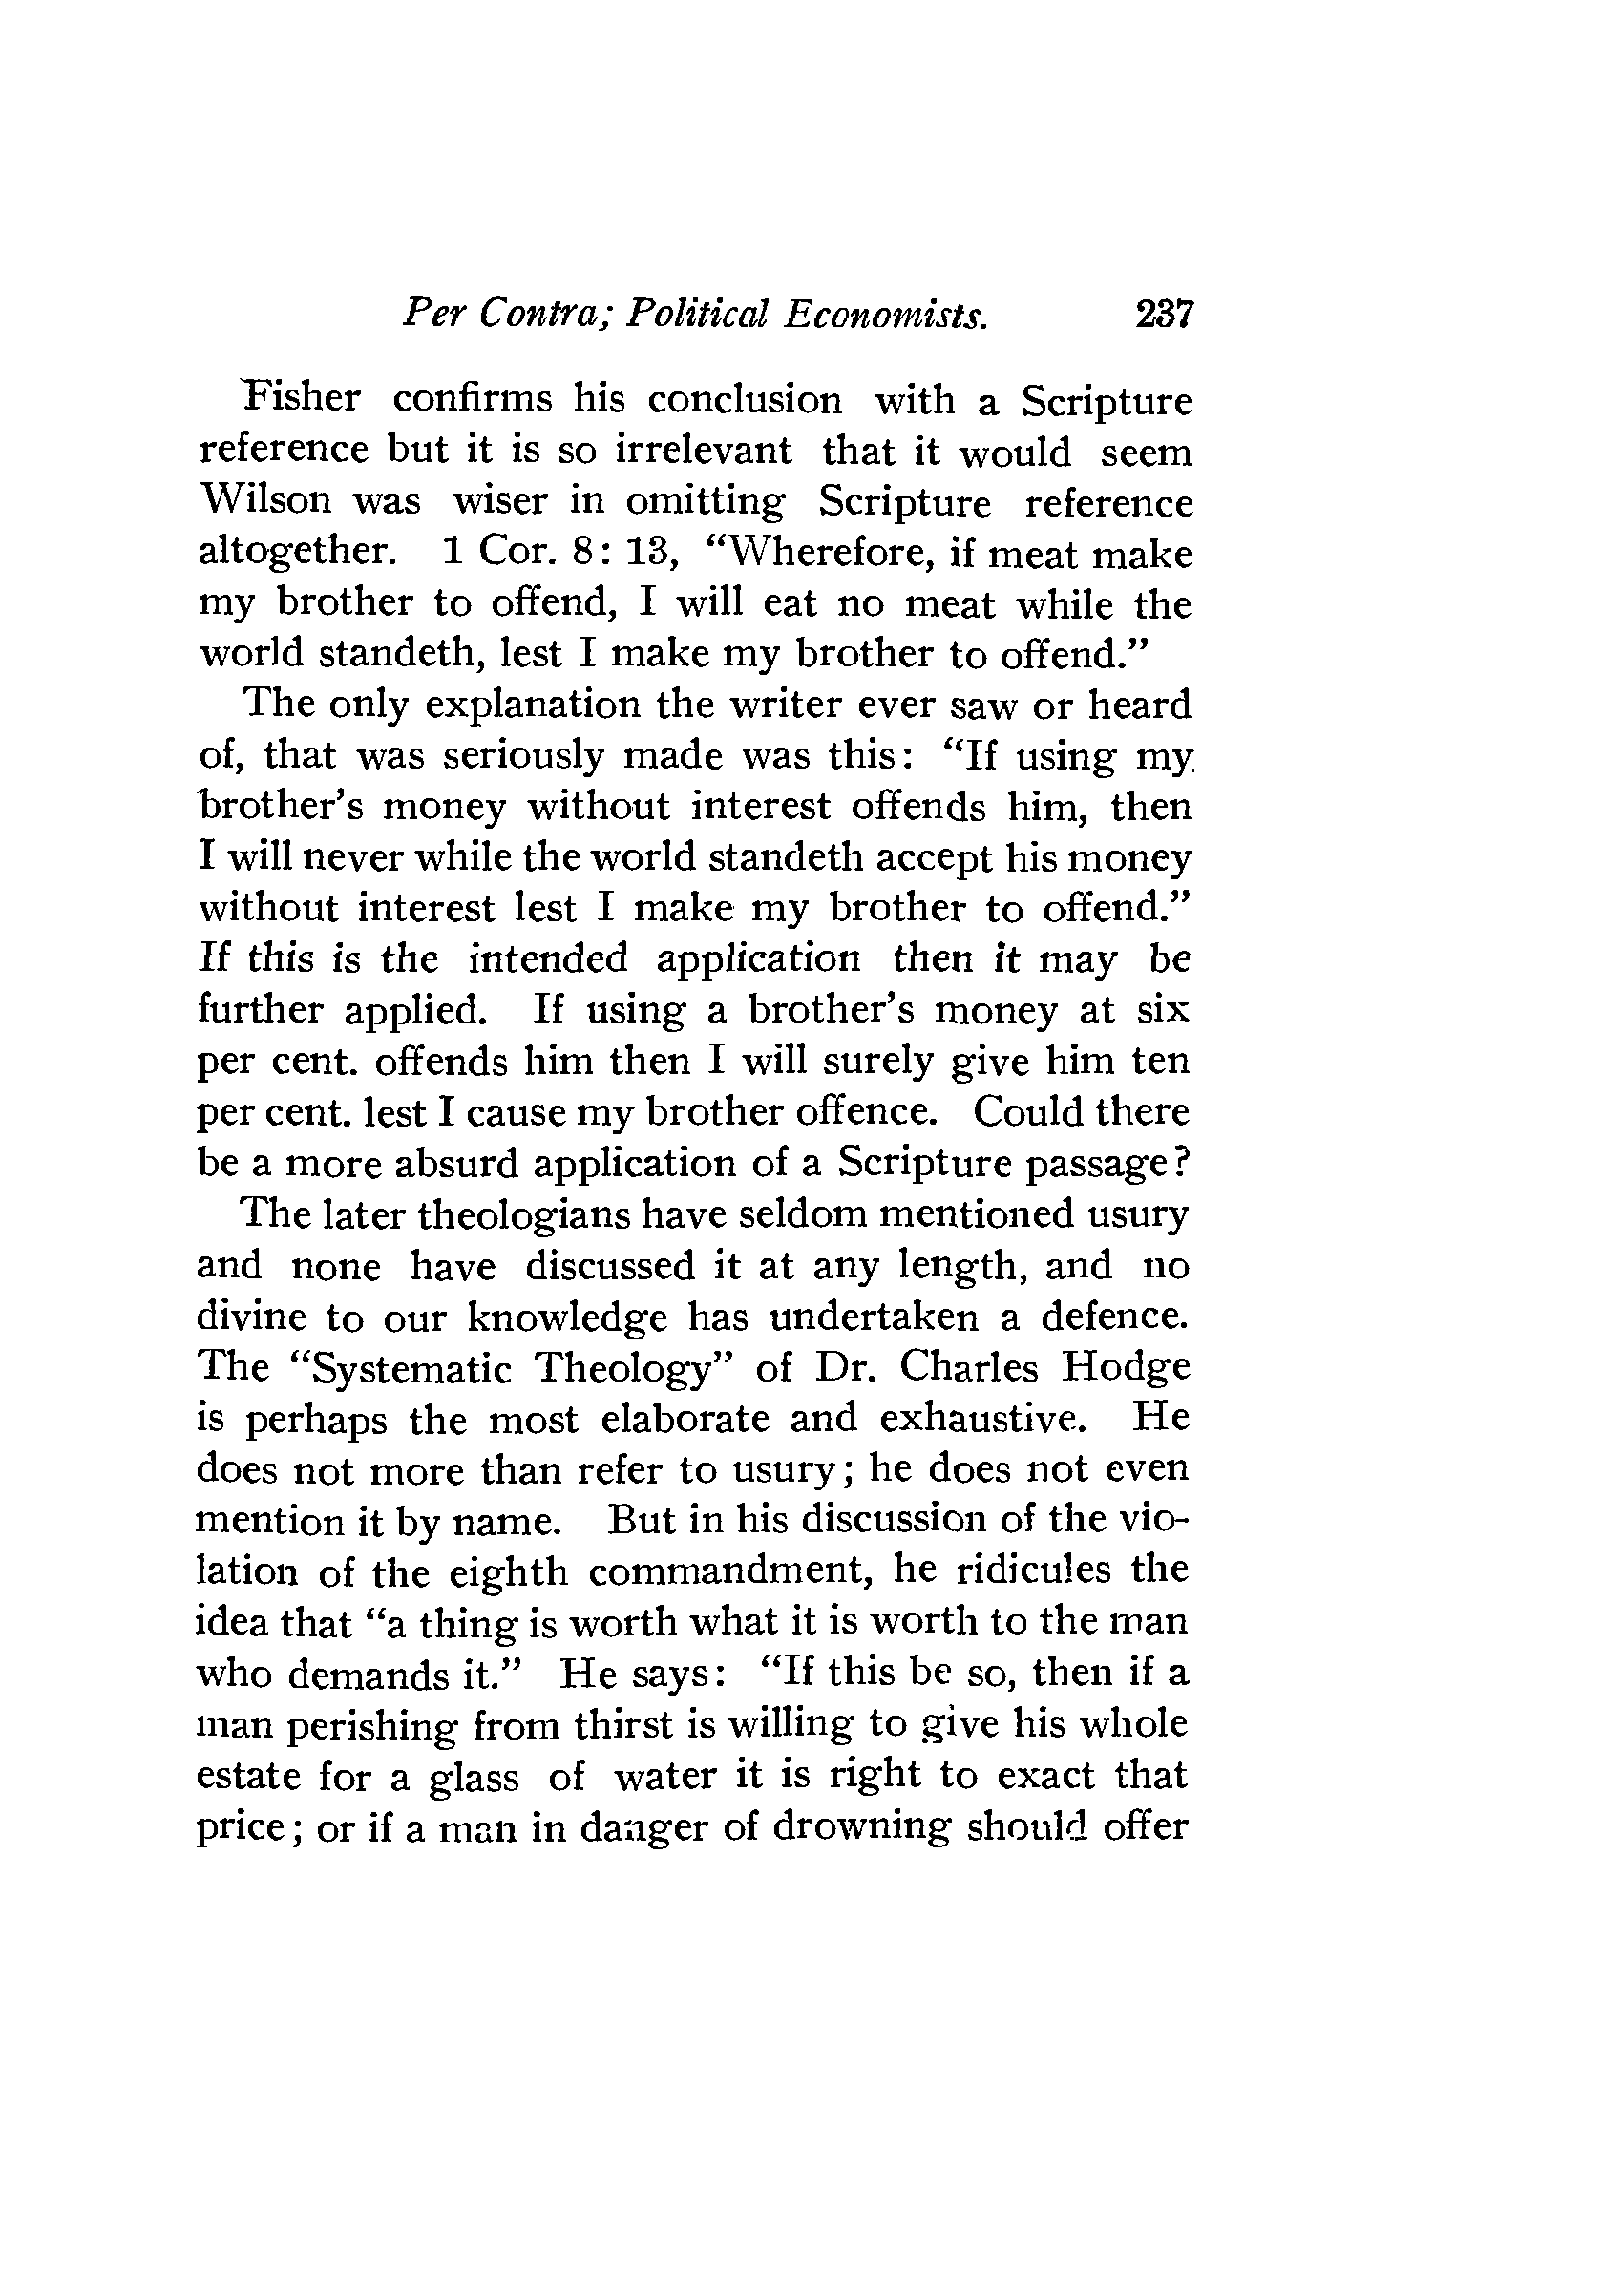 Per Contra; Political Economists. 237
Fisher confirms his conclusion with a Scripture
reference but it is so irrelevant that it would seem
Wilson was wiser in omitting Scripture reference
altogether. 1 Cor. 8: 13, “Wherefore, if meat make
my brother to offend, I will eat no meat while the
world standeth, lest I make my brother to offend.”
The only explanation the writer ever saw or heard
of, that was seriously made was this: “If using my
brother’s money without interest offends him, then
I will never while the world standeth accept his money
without interest lest I make my brother to offend.”
If this is the intended application then it may be
further applied. If using a brother’s money at six
per cent. offends him then I will surely give him ten
per cent. lest I cause my brother offence. Could there
be a more absurd application of a Scripture passage?
The later theologians have seldom mentioned usury
and none have discussed it at any length, and no
divine to our knowledge has undertaken a defence.
The “Systematic Theology” of Dr. Charles Hodge
is perhaps the most elaborate and exhaustive. He
does not more than refer to usury; he does not even
mention it by name. But in his discussion of the vio-
lation of the eighth commandment, he ridicules the
idea that “a thing is worth what it is worth to the man
who demands it.” He says: “If this be so, then if a
man perishing from thirst is willing to give his whole
estate for a glass of water it is right to exact that
price; or if a man in danger of drowning should offer